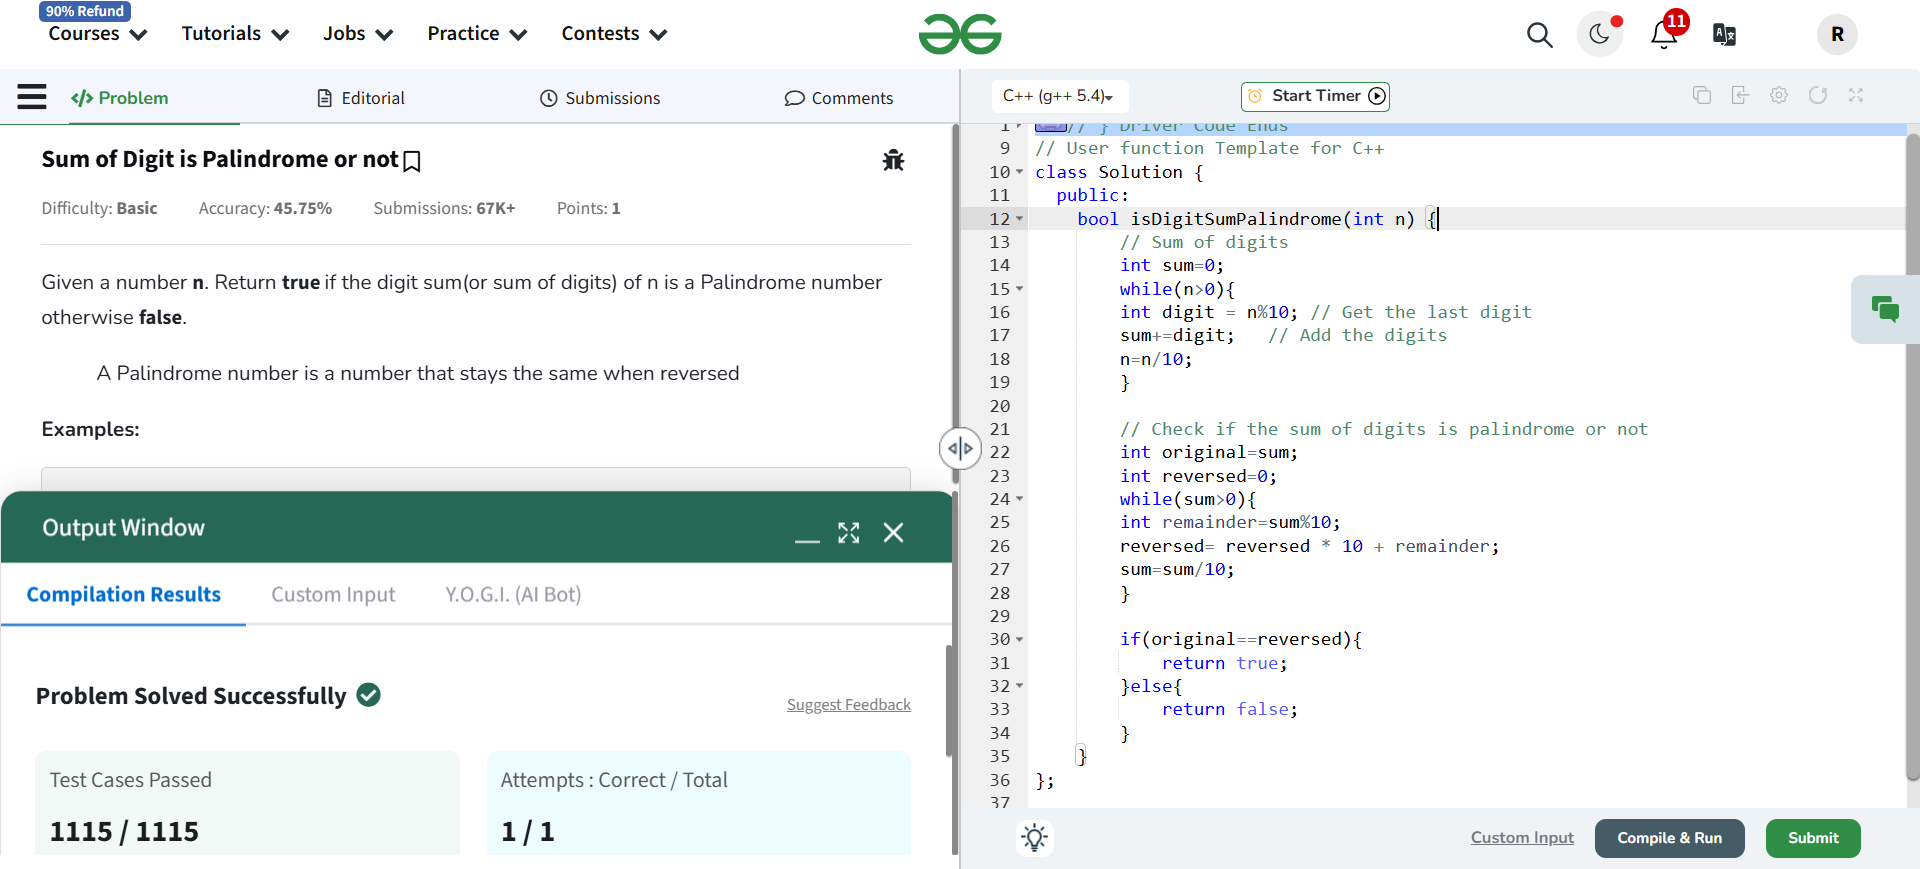 90% Refund
Courses Tutorials Jobs Practice Contests
11
R
</> Problem Editorial Submissions Comments
Sum of Digit is Palindrome or not
Difficulty: Basic Accuracy: 45.75% Submissions: 67K+ Points: 1
Given a number n. Return true if the digit sum(or sum of digits) of n is a Palindrome number
otherwise false.
A Palindrome number is a number that stays the same when reversed
Examples:
Output Window
Compilation Results Custom Input Y.O.G.I. (AI Bot)
Problem Solved Successfully
Suggest Feedback
Test Cases Passed
1115 / 1115
Attempts : Correct / Total
1 / 1
C++ (g++ 5.4)
Start Timer
1 // } Driver Code Ends
9 // User function Template for C++
10 class Solution {
11 public:
12 bool isDigitSumPalindrome(int n) {
13 // Sum of digits
14 int sum=0;
15 while(n>0){
16 int digit = n%10; // Get the last digit
17 sum+=digit; // Add the digits
18 n=n/10;
19 }
20
21 // Check if the sum of digits is palindrome or not
22 int original=sum;
23 int reversed=0;
24 while(sum>0){
25 int remainder=sum%10;
26 reversed= reversed * 10 + remainder;
27 sum=sum/10;
28 }
29
30 if(original==reversed){
31 return true;
32 }else{
33 return false;
34 }
35 }
36 };
37
Custom Input Compile & Run Submit